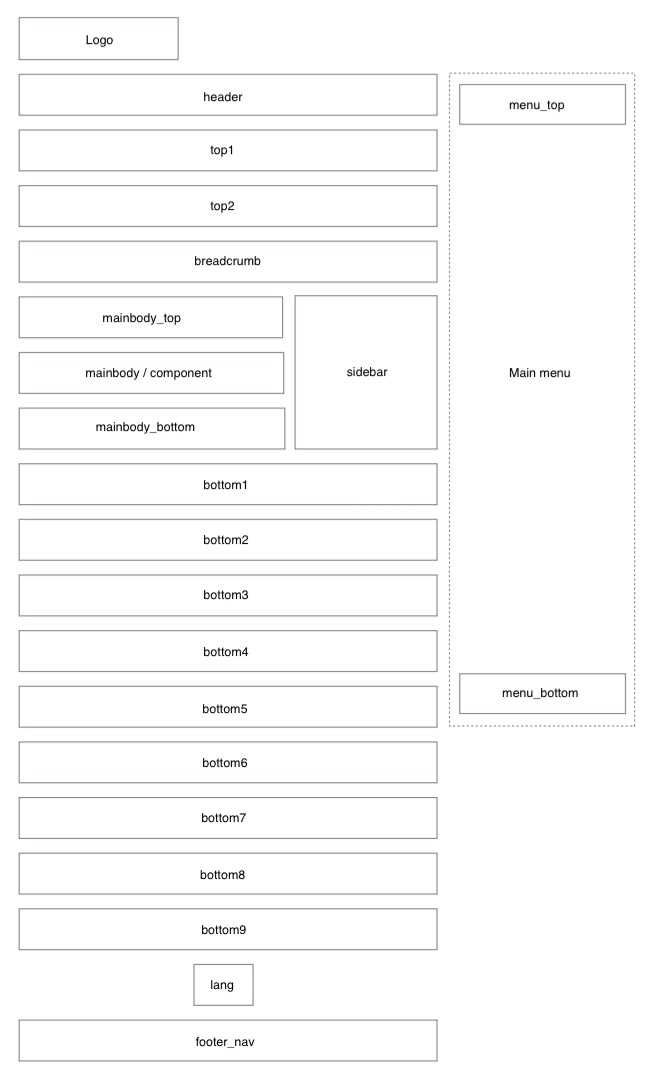 Logo
header
top1
top2
breadcrumb
mainbody_top
mainbody / component
mainbody_bottom
sidebar
bottom1
bottom2
bottom3
bottom4
bottom5
bottom6
bottom7
bottom8
bottom9
lang
footer_nav
menu_top
Main menu
menu_bottom